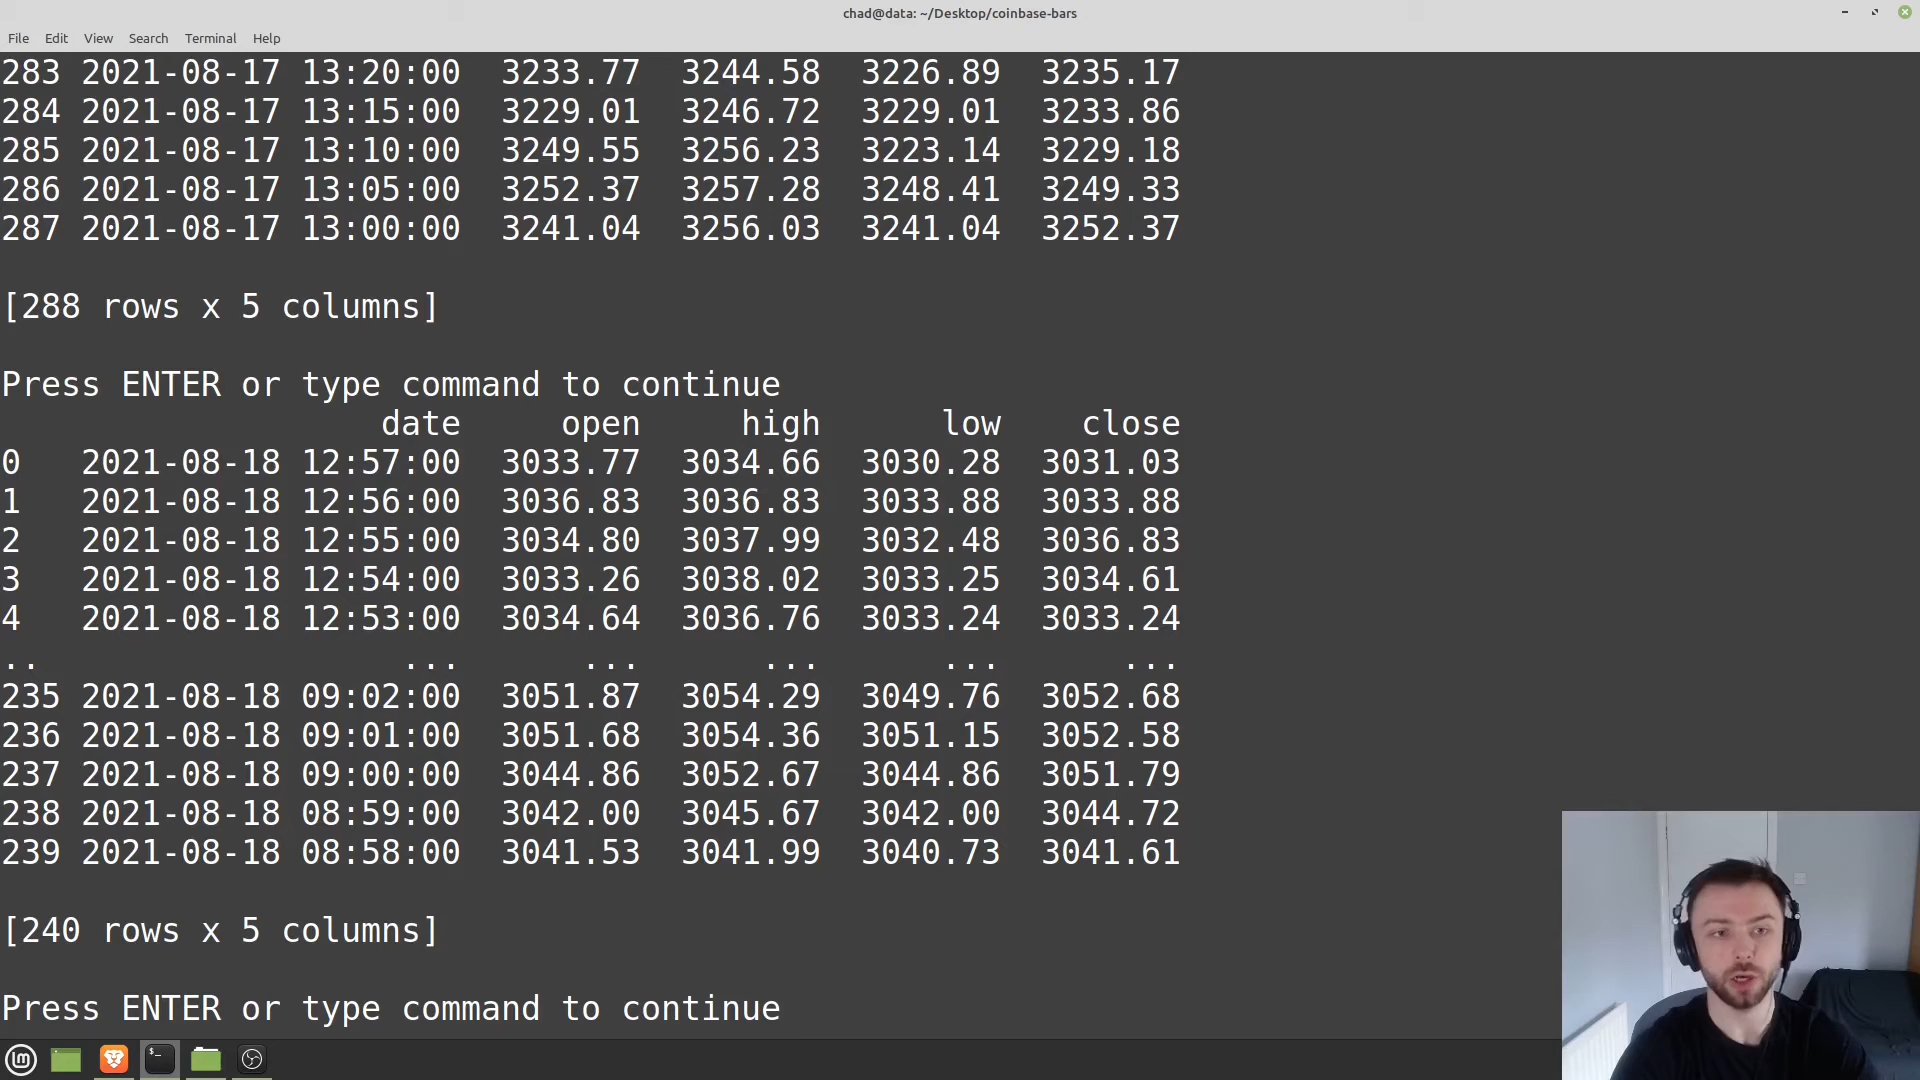 chad@data: ~/Desktop/coinbase-bars
File Edit View Search Terminal Help
283 2021-08-17 13:20:00 3233.77 3244.58 3226.89 3235.17
284 2021-08-17 13:15:00 3229.01 3246.72 3229.01 3233.86
285 2021-08-17 13:10:00 3249.55 3256.23 3223.14 3229.18
286 2021-08-17 13:05:00 3252.37 3257.28 3248.41 3249.33
287 2021-08-17 13:00:00 3241.04 3256.03 3241.04 3252.37
[288 rows x 5 columns]
Press ENTER or type command to continue
date open high low close
0 2021-08-18 12:57:00 3033.77 3034.66 3030.28 3031.03
1 2021-08-18 12:56:00 3036.83 3036.83 3033.88 3033.88
2 2021-08-18 12:55:00 3034.80 3037.99 3032.48 3036.83
3 2021-08-18 12:54:00 3033.26 3038.02 3033.25 3034.61
4 2021-08-18 12:53:00 3034.64 3036.76 3033.24 3033.24
.. ... ... ... ... ...
235 2021-08-18 09:02:00 3051.87 3054.29 3049.76 3052.68
236 2021-08-18 09:01:00 3051.68 3054.36 3051.15 3052.58
237 2021-08-18 09:00:00 3044.86 3052.67 3044.86 3051.79
238 2021-08-18 08:59:00 3042.00 3045.67 3042.00 3044.72
239 2021-08-18 08:58:00 3041.53 3041.99 3040.73 3041.61
[240 rows x 5 columns]
Press ENTER or type command to continue